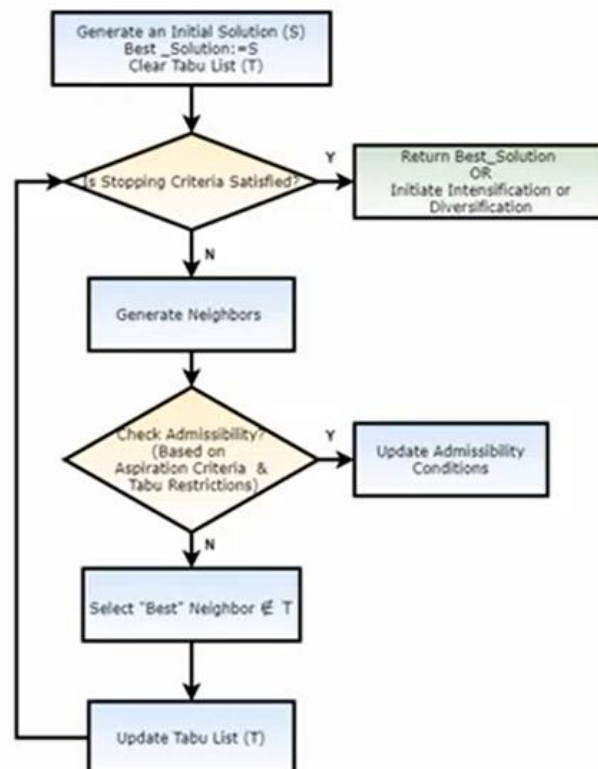 Generate an Initial Solution (S)
Best _Solution:=S
Clear Tabu List (T)
Is Stopping Criteria Satisfied?
Y
Return Best_Solution
OR
Initiate Intensification or
Diversification
N
Generate Neighbors
Check Admissibility?
(Based on
Aspiration Criteria &
Tabu Restrictions)
Y
Update Admissibility
Conditions
N
Select "Best" Neighbor ∉ T
Update Tabu List (T)